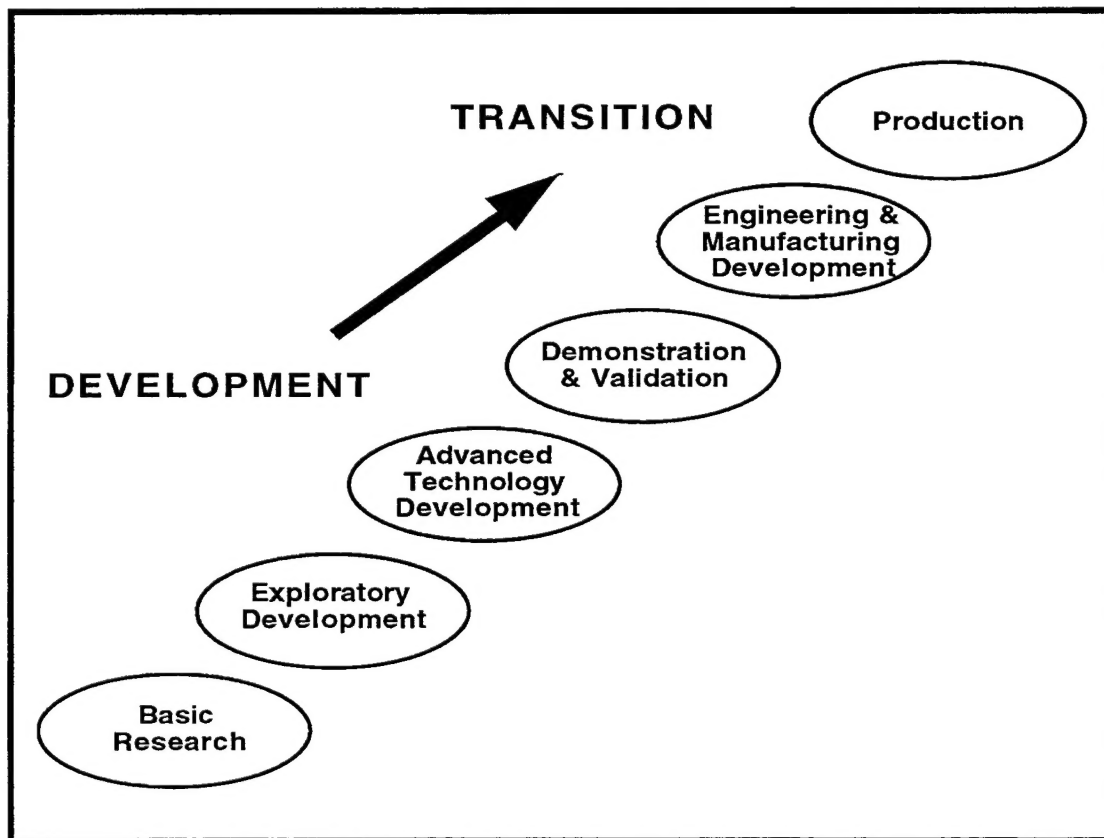 TRANSITION
Production
Engineering &
Manufacturing
Development
Demonstration
& Validation
DEVELOPMENT
Advanced
Technology
Development
Exploratory
Development
Basic
Research